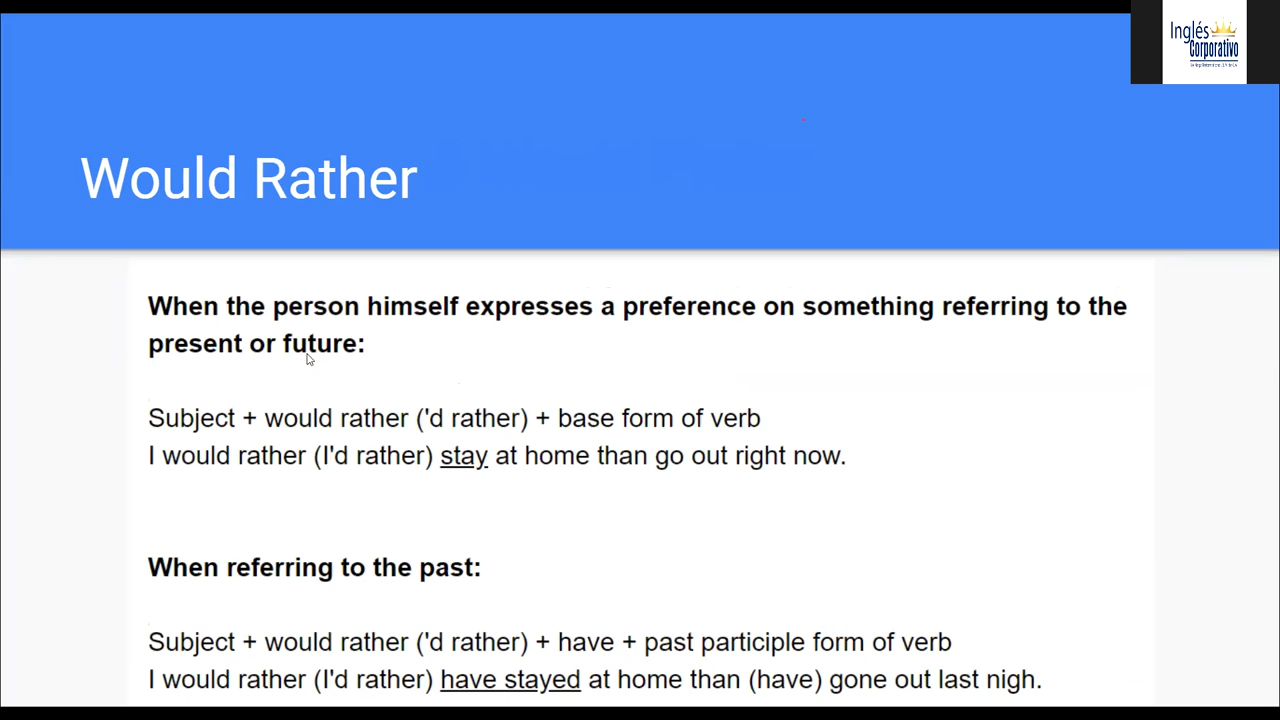 Inglés
Corporativo
Would Rather
When the person himself expresses a preference on something referring to the
present or future:
Subject + would rather ('d rather) + base form of verb
I would rather (I'd rather) stay at home than go out right now.
When referring to the past:
Subject + would rather ('d rather) + have + past participle form of verb
I would rather (I'd rather) have stayed at home than (have) gone out last nigh.